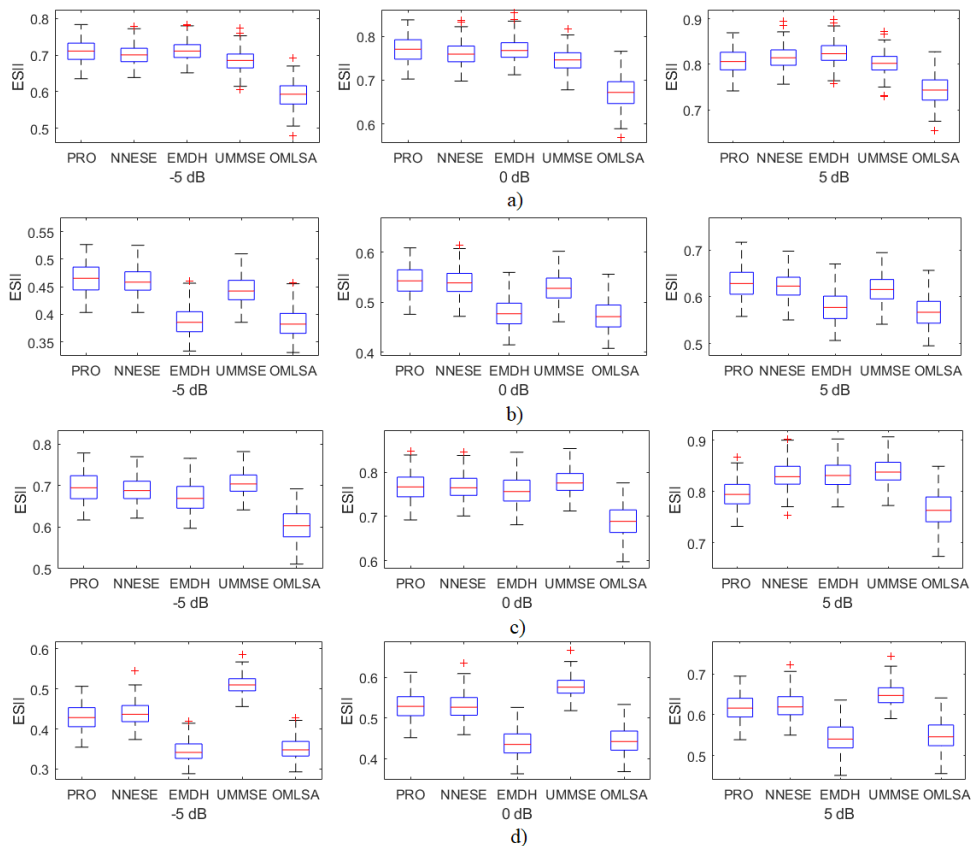 ESII
0.8
0.7
0.6
0.5
PRO NNESE EMDH UMMSE OMLSA
-5 dB
ESII
0.8
0.7
0.6
PRO NNESE EMDH UMMSE OMLSA
0 dB
ESII
0.9
0.8
0.7
PRO NNESE EMDH UMMSE OMLSA
5 dB
a)
ESII
0.55
0.5
0.45
0.4
0.35
PRO NNESE EMDH UMMSE OMLSA
-5 dB
ESII
0.6
0.5
0.4
PRO NNESE EMDH UMMSE OMLSA
0 dB
ESII
0.7
0.6
0.5
PRO NNESE EMDH UMMSE OMLSA
5 dB
b)
ESII
0.8
0.7
0.6
0.5
PRO NNESE EMDH UMMSE OMLSA
-5 dB
ESII
0.8
0.7
0.6
PRO NNESE EMDH UMMSE OMLSA
0 dB
ESII
0.9
0.8
0.7
PRO NNESE EMDH UMMSE OMLSA
5 dB
c)
ESII
0.6
0.5
0.4
0.3
PRO NNESE EMDH UMMSE OMLSA
-5 dB
ESII
0.6
0.5
0.4
PRO NNESE EMDH UMMSE OMLSA
0 dB
ESII
0.7
0.6
0.5
PRO NNESE EMDH UMMSE OMLSA
5 dB
d)